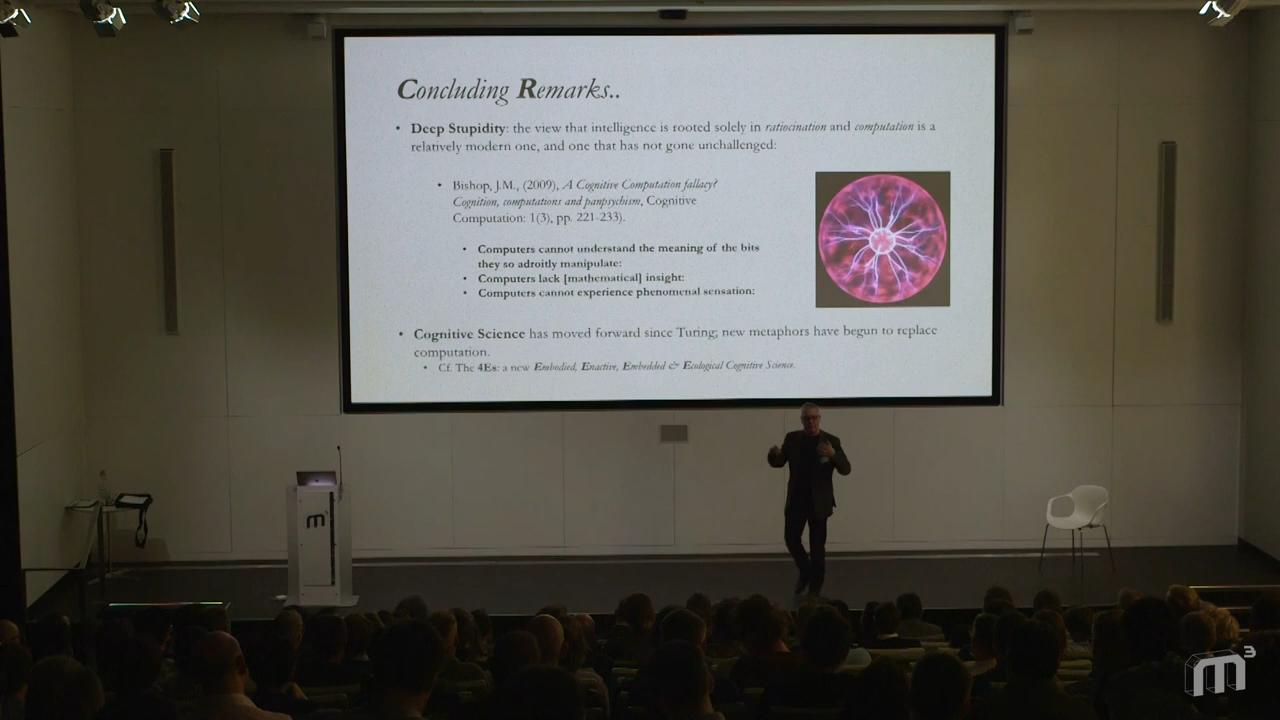 Concluding Remarks..
• Deep Stupidity: the view that intelligence is rooted solely in ratiocination and computation is a
relatively modern one, and one that has not gone unchallenged:
• Bishop, J.M., (2009), A Cognitive Computation fallacy?
Cognition, computations and panpsychism, Cognitive
Computation: 1(3), pp. 221-233).
• Computers cannot understand the meaning of the bits
they so adroitly manipulate:
• Computers lack [mathematical] insight:
• Computers cannot experience phenomenal sensation:
• Cognitive Science has moved forward since Turing; new metaphors have begun to replace
computation.
• Cf. The 4Es: a new Embodied, Enactive, Embedded & Ecological Cognitive Science.
m³
m³